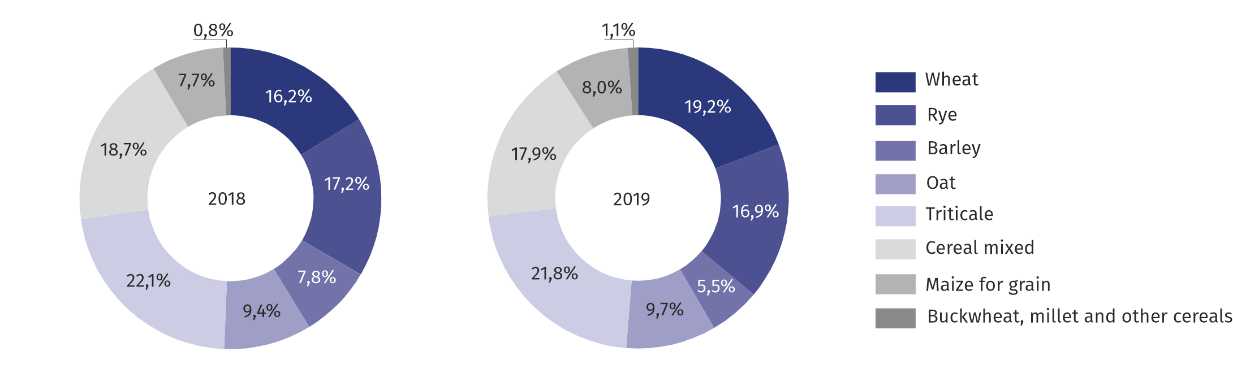 0,8%
7,7%
16,2%
18,7%
17,2%
2018
22,1%
7,8%
9,4%
1,1%
8,0%
19,2%
17,9%
2019
16,9%
21,8%
5,5%
9,7%
Wheat
Rye
Barley
Oat
Triticale
Cereal mixed
Maize for grain
Buckwheat, millet and other cereals